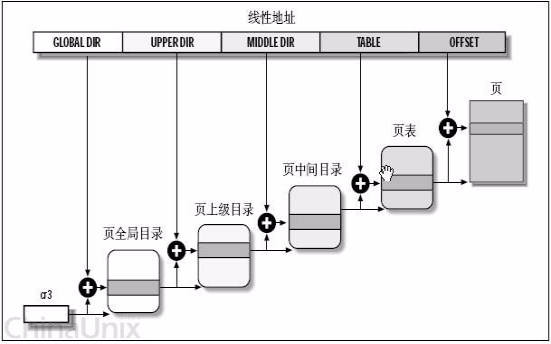 线性地址
GLOBAL DIR UPPER DIR MIDDLE DIR TABLE OFFSET
页
页表
页中间目录
页上级目录
页全局目录
cr3
ChinaUnix